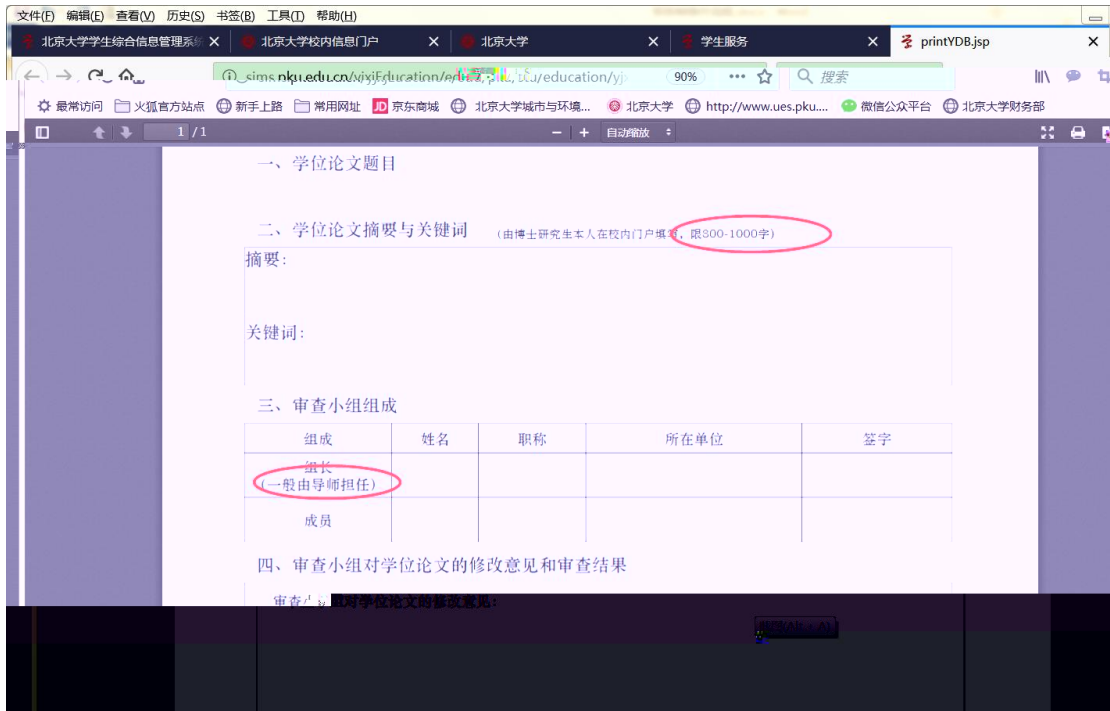 文件(F) 编辑(E) 查看(V) 历史(S) 书签(B) 工具(T) 帮助(H)
北京大学学生综合信息管理系统 北京大学校内信息门户 北京大学 学生服务 printYDB.jsp
90% 搜索
最常访问 火狐官方站点 新手上路 常用网址 JD 京东商城 北京大学城市与环境... 北京大学 http://www.ues.pku.... 微信公众平台 北京大学财务部
1 / 1 自动缩放
一、学位论文题目
二、学位论文摘要与关键词 (由博士研究生本人在校内门户填写，限800-1000字)
摘要:
关键词:
三、审查小组组成
组成 姓名 职称 所在单位 签字
组长
(一般由导师担任)
成员
四、审查小组对学位论文的修改意见和审查结果
审查小组对学位论文的修改意见: